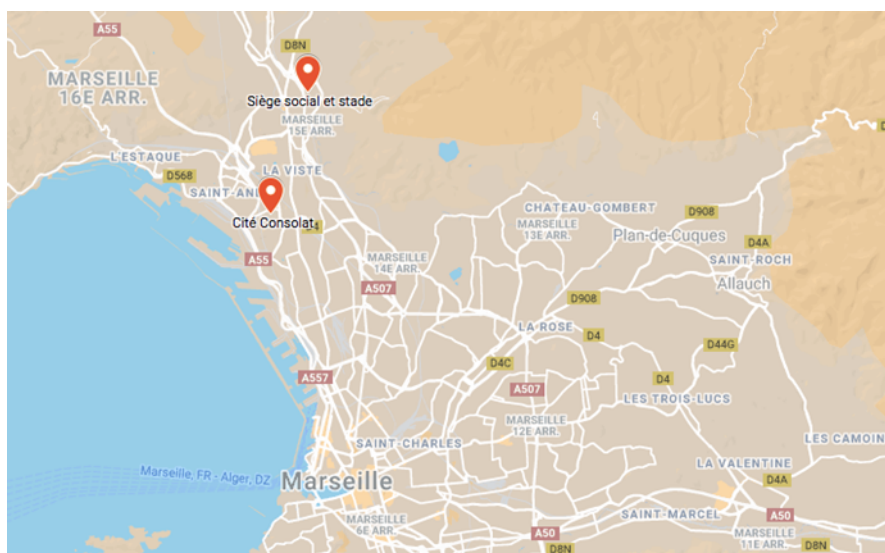 A55
D8N
MARSEILLE
16E ARR.
Siège social et stade
MARSEILLE
15E ARR.
L'ESTAQUE
D568
LA VISTE
SAINT-AN
Cité Consolat
4
A55
CHATEAU-GOMBERT
MARSEILLE
13E ARR.
D908
Plan-de-Cuques
D4A
SAINT-ROCH
Allauch
MARSEILLE
14E ARR.
A507
D908
LA ROSE
D4
D44G
D4C
A557
A507
D4
LES TROIS-LUCS
MARSEILLE
12E ARR.
SAINT-CHARLES
LES CAMOIN
LA VALENTINE
Marseille, FR - Alger, DZ
Marseille
D4A
MARSEILLE
6E ARR.
SAINT-MARCEL
A50
A50
MARSEILLE
11E ARR.
D8N
D8N